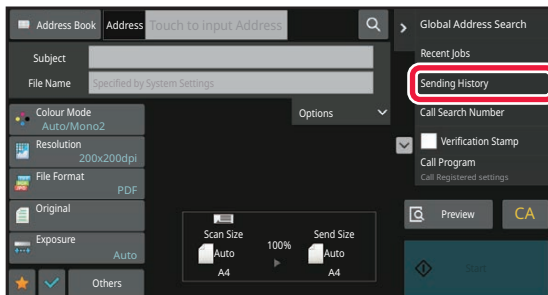 Address Book
Address
Touch to input Address
Subject
File Name
Specified by System Settings
Colour Mode
Auto/Mono2
Resolution
200x200dpi
File Format
PDF
Original
Exposure
Auto
Others
Options
Scan Size
Auto
A4
100%
Send Size
Auto
A4
Global Address Search
Recent Jobs
Sending History
Call Search Number
Verification Stamp
Call Program
Call Registered settings
Preview
CA
Start